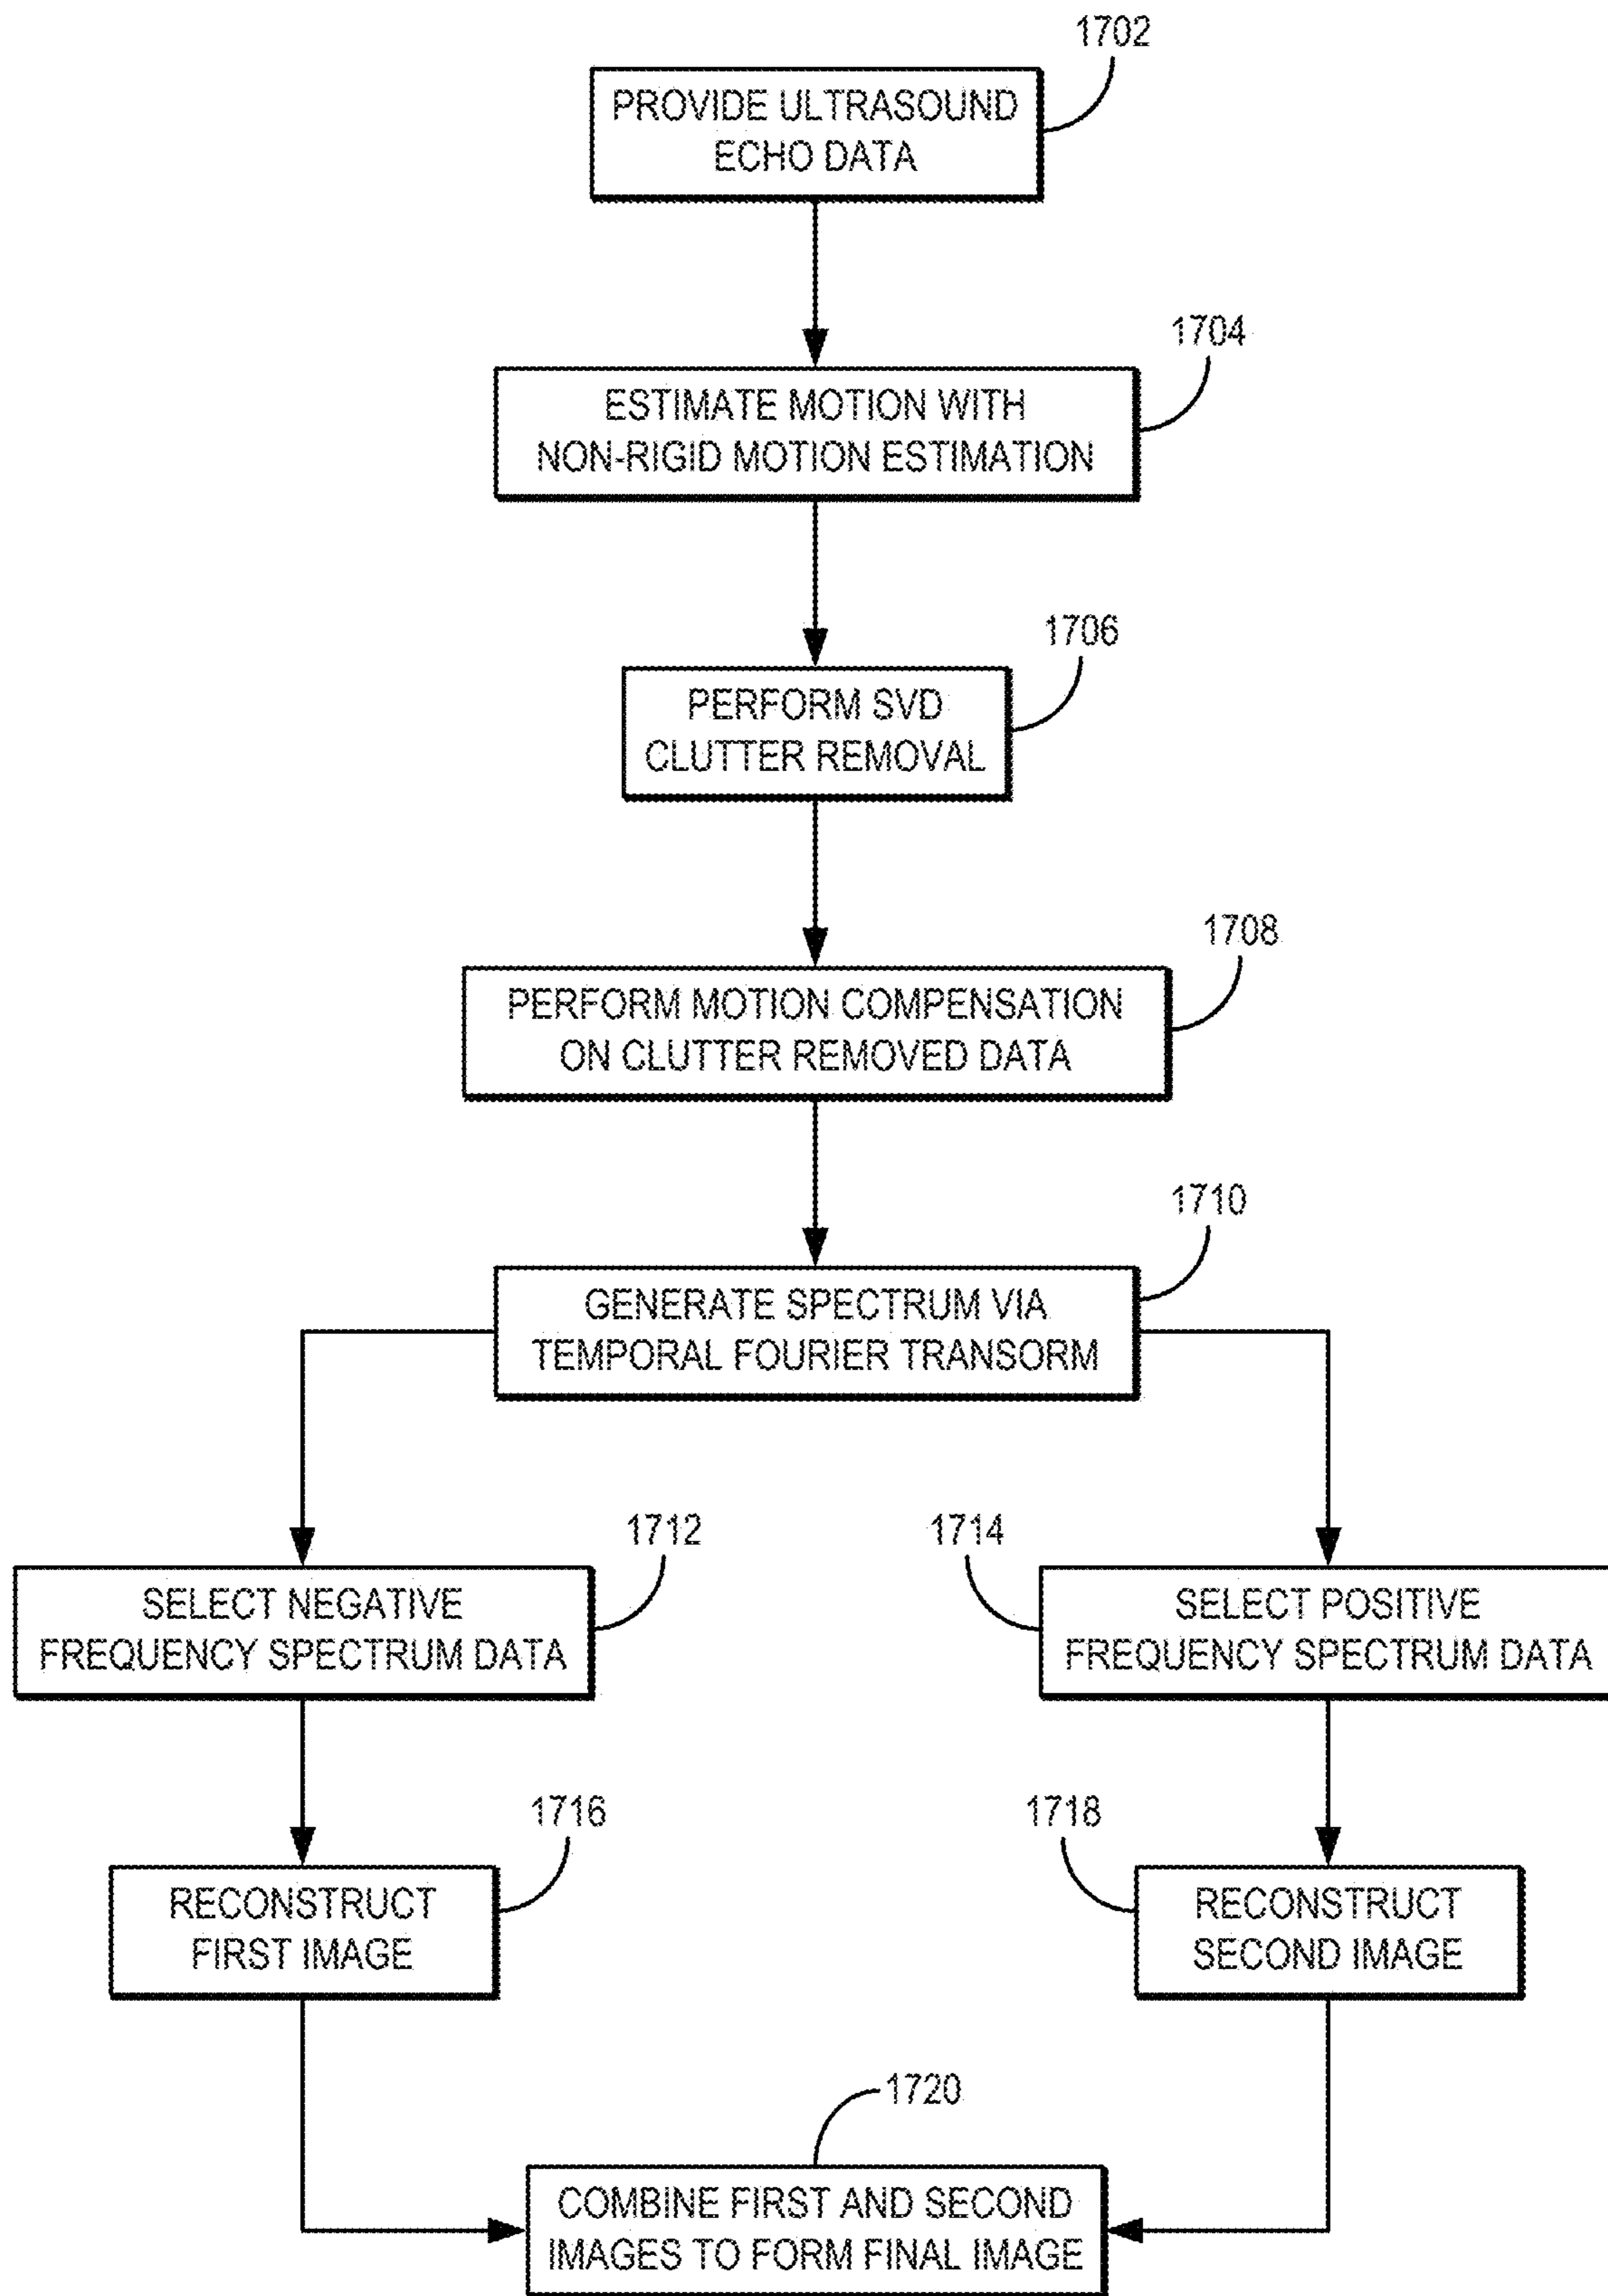 1702
PROVIDE ULTRASOUND
ECHO DATA
1704
ESTIMATE MOTION WITH
NON-RIGID MOTION ESTIMATION
1706
PERFORM SVD
CLUTTER REMOVAL
1708
PERFORM MOTION COMPENSATION
ON CLUTTER REMOVED DATA
1710
GENERATE SPECTRUM VIA
TEMPORAL FOURIER TRANSORM
1712
SELECT NEGATIVE
FREQUENCY SPECTRUM DATA
1714
SELECT POSITIVE
FREQUENCY SPECTRUM DATA
1716
RECONSTRUCT
FIRST IMAGE
1718
RECONSTRUCT
SECOND IMAGE
1720
COMBINE FIRST AND SECOND
IMAGES TO FORM FINAL IMAGE